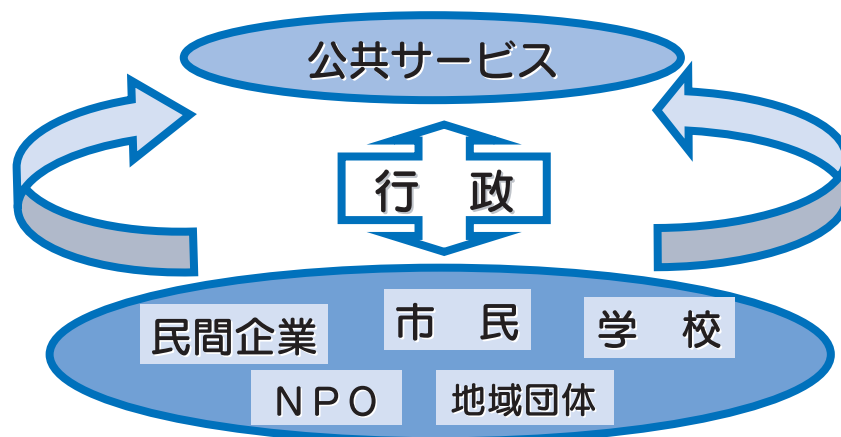 公共サービス
行　政
民間企業
市　民
学　校
ＮＰＯ
地域団体